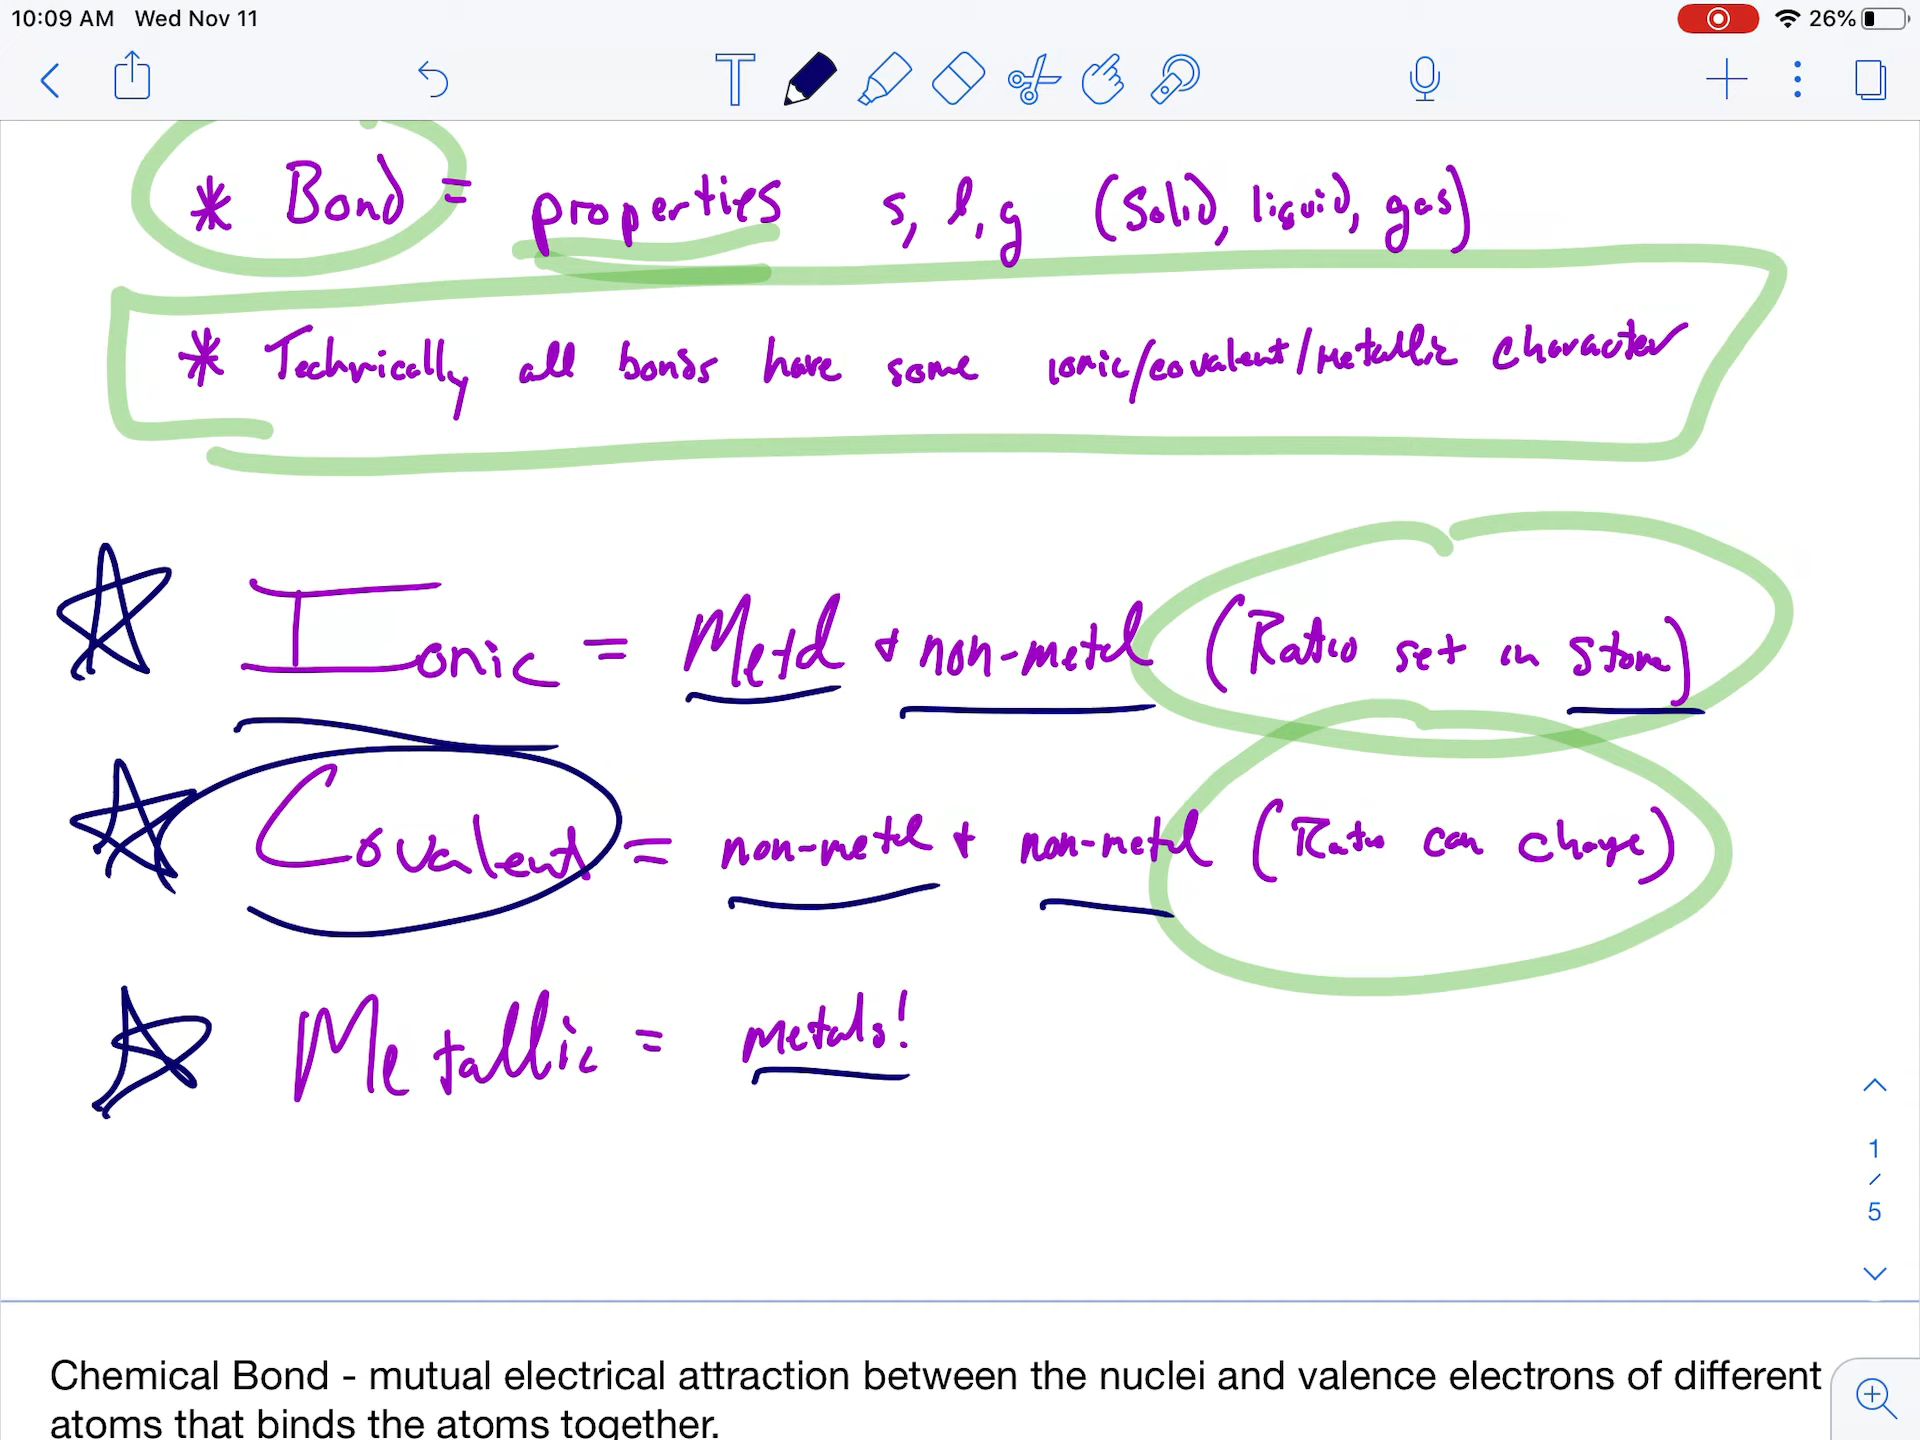 10:09 AM Wed Nov 11
26%
* Bond = properties s, l, g (Solid, liquid, gas)
* Technically all bonds have some ionic/covalent/metallic character
Ionic = Metal + non-metal (Ratio set in stone)
Covalent = non-metal + non-metal (Ratio can change)
Metallic = metals!
1
/
5
Chemical Bond - mutual electrical attraction between the nuclei and valence electrons of different
atoms that binds the atoms together.